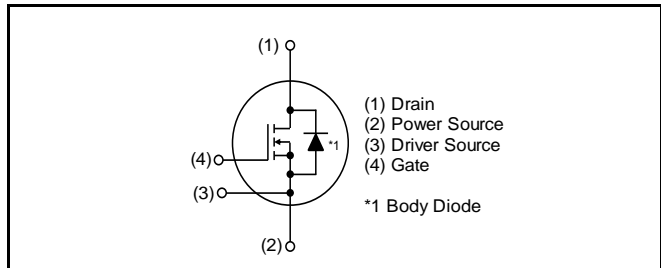 (1)
(1) Drain
(2) Power Source
*1
(3) Driver Source
(4)
(4) Gate
(3)
*1 Body Diode
(2)